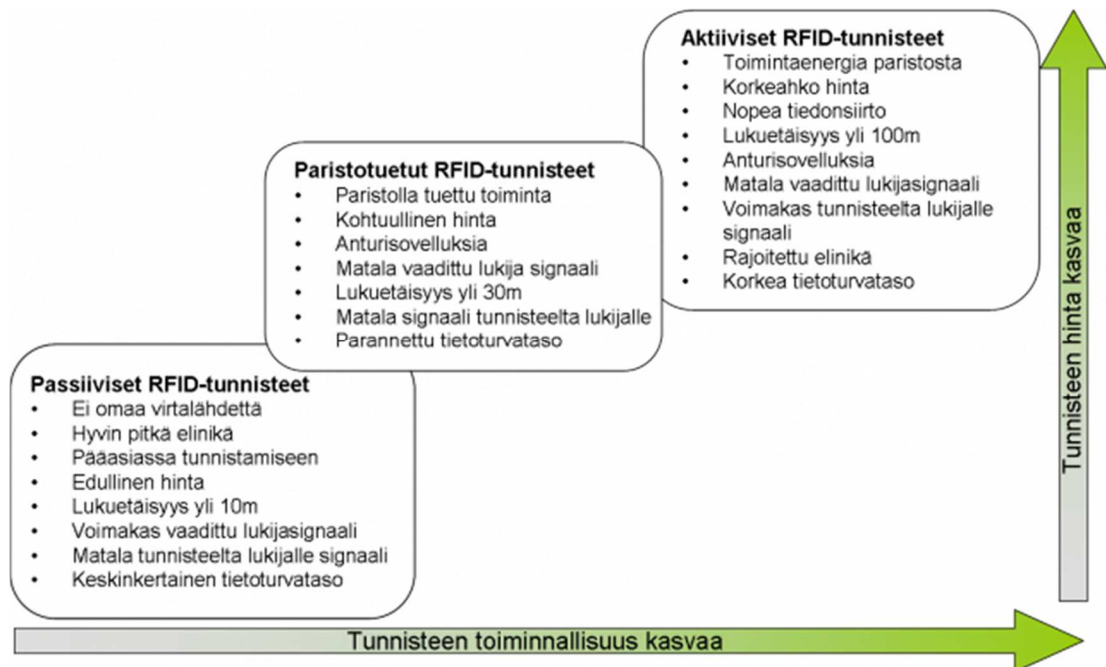 Aktiiviset RFID-tunnisteet
• Toimintaenergia paristosta
• Korkeahko hinta
• Nopea tiedonsiirto
• Lukuetäisyys yli 100m
• Anturisovelluksia
• Matala vaadittu lukijasignaali
• Voimakas tunnisteelta lukijalle
signaali
• Rajoitettu elinikä
• Korkea tietoturvataso
Paristotuetut RFID-tunnisteet
• Paristolla tuettu toiminta
• Kohtuullinen hinta
• Anturisovelluksia
• Matala vaadittu lukija signaali
• Lukuetäisyys yli 30m
• Matala signaali tunnisteelta lukijalle
• Parannettu tietoturvataso
Passiiviset RFID-tunnisteet
• Ei omaa virtalähdettä
• Hyvin pitkä elinikä
• Pääasiassa tunnistamiseen
• Edullinen hinta
• Lukuetäisyys yli 10m
• Voimakas vaadittu lukijasignaali
• Matala tunnisteelta lukijalle signaali
• Keskinkertainen tietoturvataso
Tunnisteen hinta kasvaa
Tunnisteen toiminnallisuus kasvaa